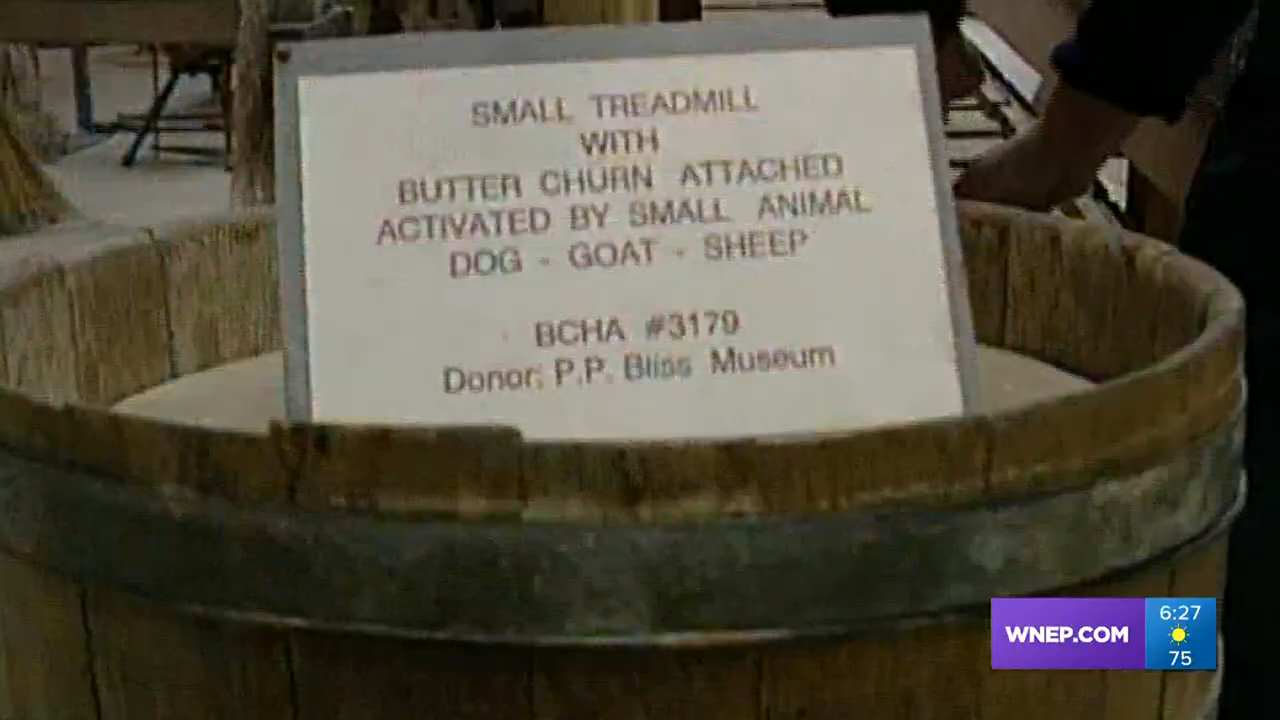 SMALL TREADMILL
WITH
BUTTER CHURN ATTACHED
ACTIVATED BY SMALL ANIMAL
DOG - GOAT - SHEEP
BCHA #3179
Donor: P.P. Bliss Museum
WNEP.COM
6:27
75